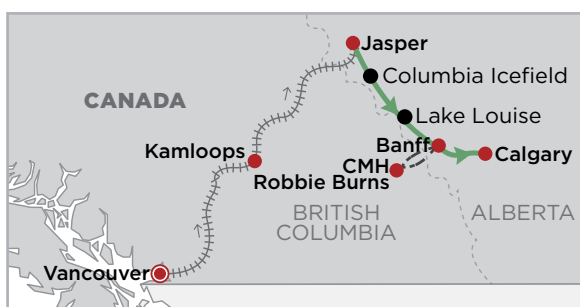 Jasper
Columbia Icefield
CANADA
Lake Louise
Banff
Kamloops
Calgary
CMH
Robbie Burns
BRITISH
COLUMBIA
ALBERTA
Vancouver